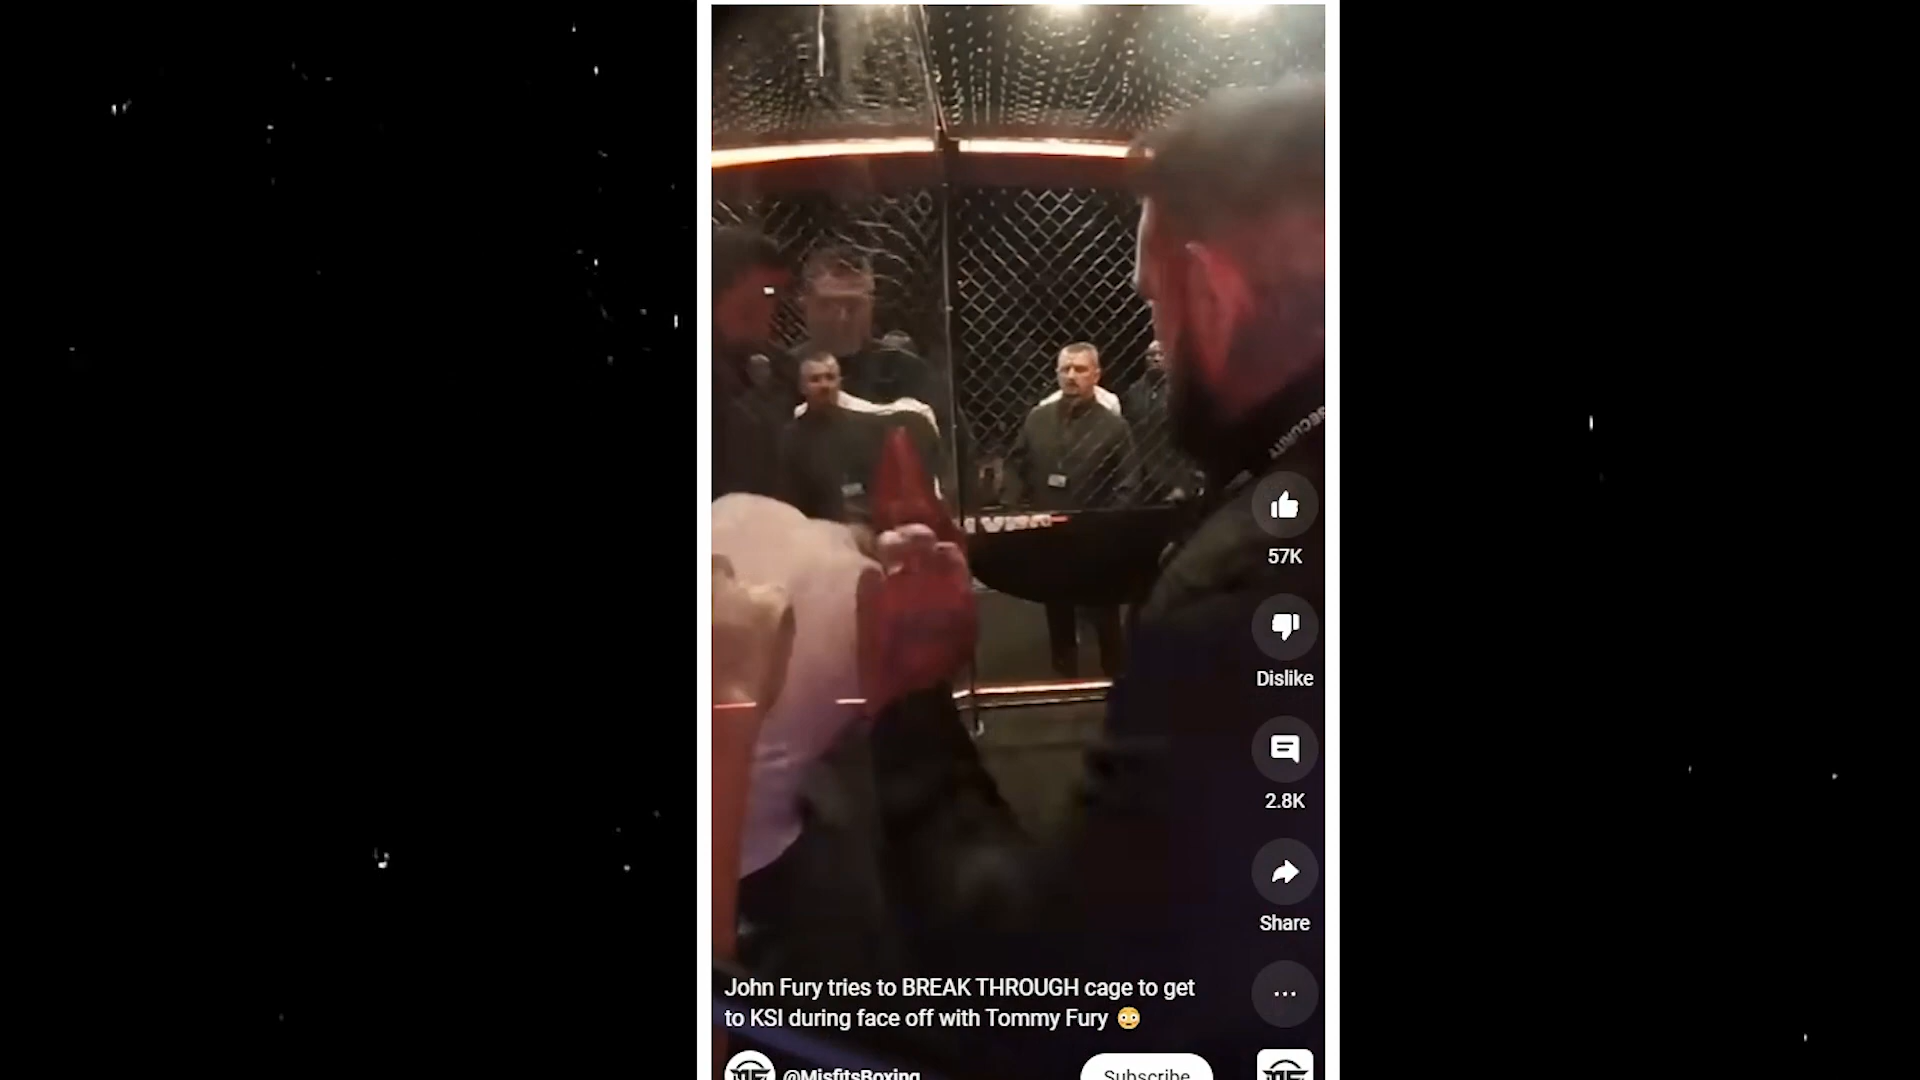 SECURITY
57K
Dislike
2.8K
Share
John Fury tries to BREAK THROUGH cage to get
to KSI during face off with Tommy Fury 😳
@MisfitsBoxing
Subscribe